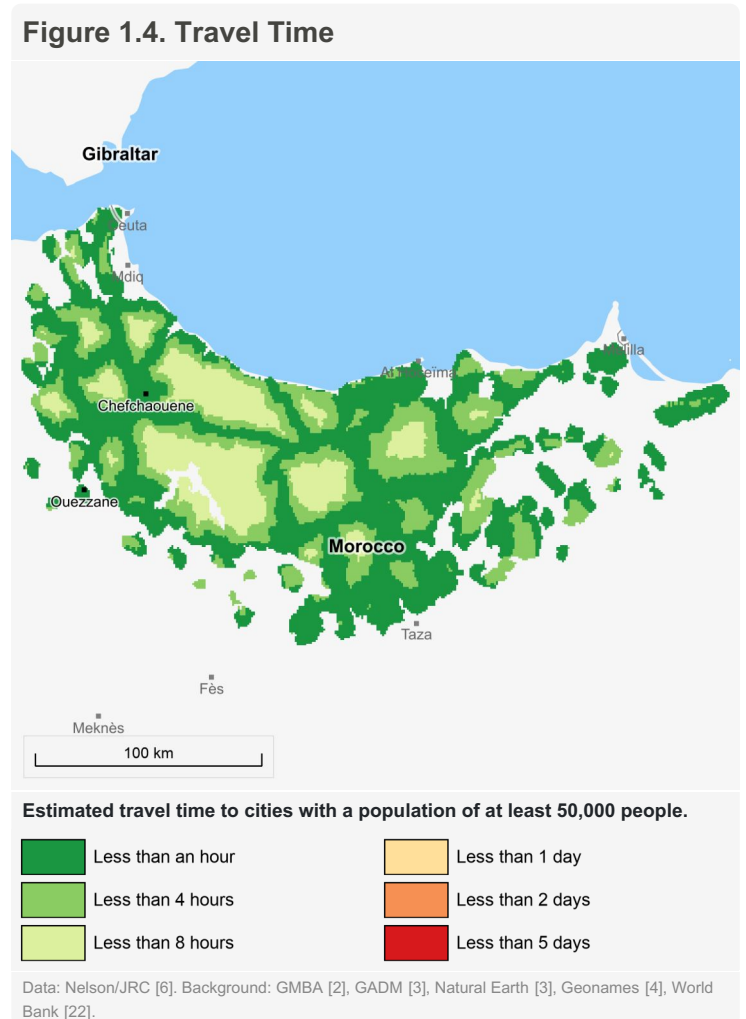 Figure 1.4. Travel Time
Gibraltar
Mdiq
Chefchaouene
Ouezzane
Morocco
Taza
Fès
Meknès
100 km
Estimated travel time to cities with a population of at least 50,000 people.
Less than an hour
Less than 4 hours
Less than 8 hours
Less than 1 day
Less than 2 days
Less than 5 days
Data: Nelson/JRC [6]. Background: GMBA [2], GADM [3], Natural Earth [3], Geonames [4], World
Bank [22].